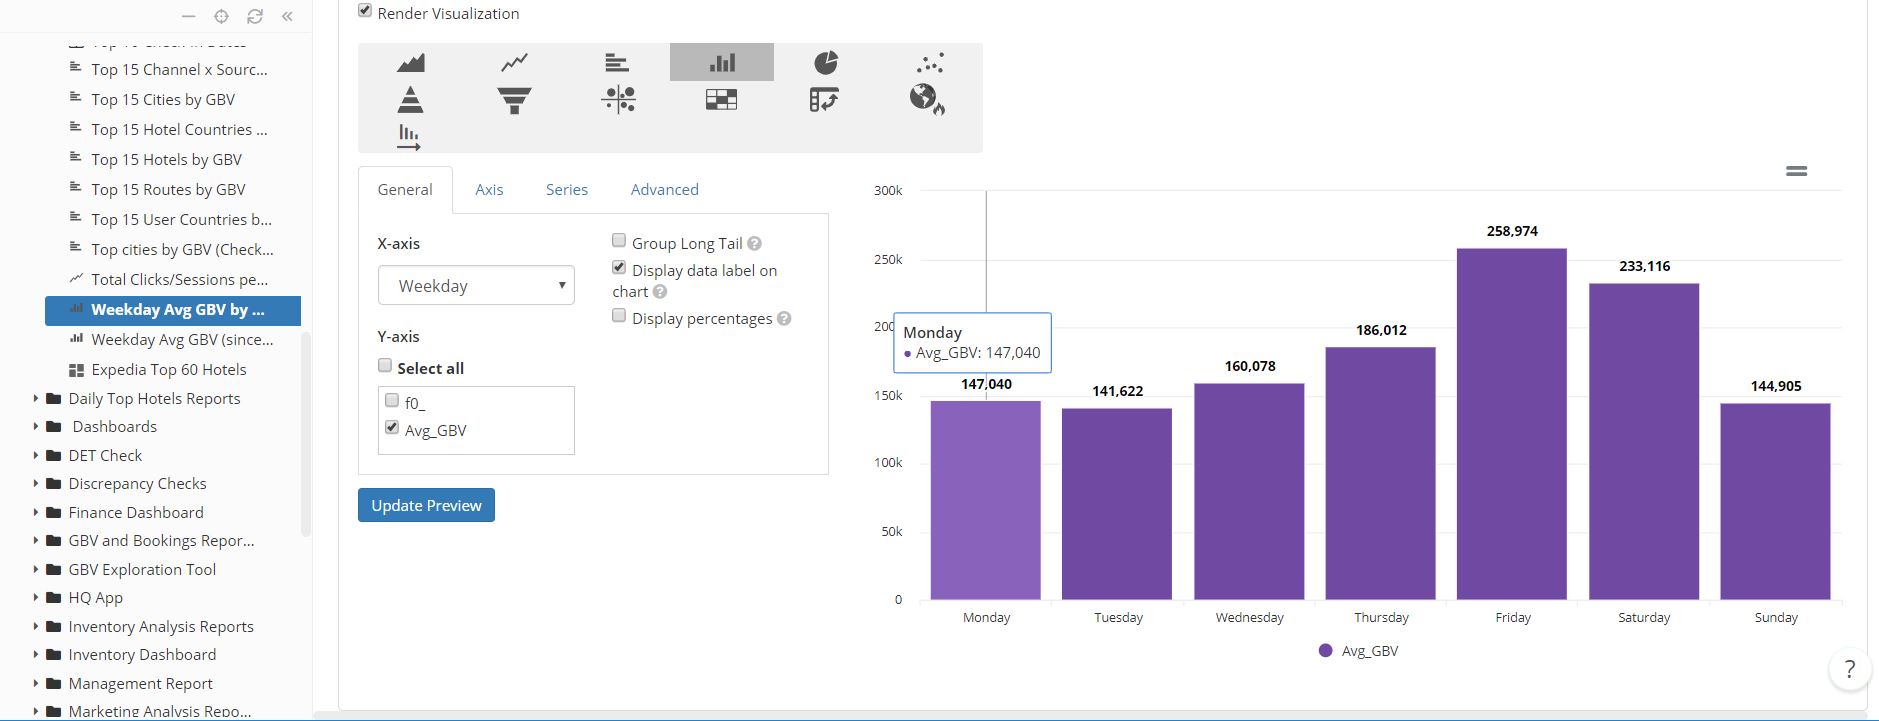 Top 10 Check In Dates
Top 15 Channel x Sourc...
Top 15 Cities by GBV
Top 15 Hotel Countries ...
Top 15 Hotels by GBV
Top 15 Routes by GBV
Top 15 User Countries b...
Top cities by GBV (Check...
Total Clicks/Sessions pe...
Weekday Avg GBV by ...
Weekday Avg GBV (since...
Expedia Top 60 Hotels
Daily Top Hotels Reports
Dashboards
DET Check
Discrepancy Checks
Finance Dashboard
GBV and Bookings Repor...
GBV Exploration Tool
HQ App
Inventory Analysis Reports
Inventory Dashboard
Management Report
Marketing Analysis Repo...
Render Visualization
General Axis Series Advanced
X-axis
Weekday
Y-axis
Select all
f0_
Avg_GBV
Group Long Tail ?
Display data label on
chart ?
Display percentages ?
Update Preview
300k
250k
200
150k
100k
50k
0
Monday
Avg_GBV: 147,040
147,040
141,622
160,078
186,012
258,974
233,116
144,905
Monday Tuesday Wednesday Thursday Friday Saturday Sunday
Avg_GBV
?